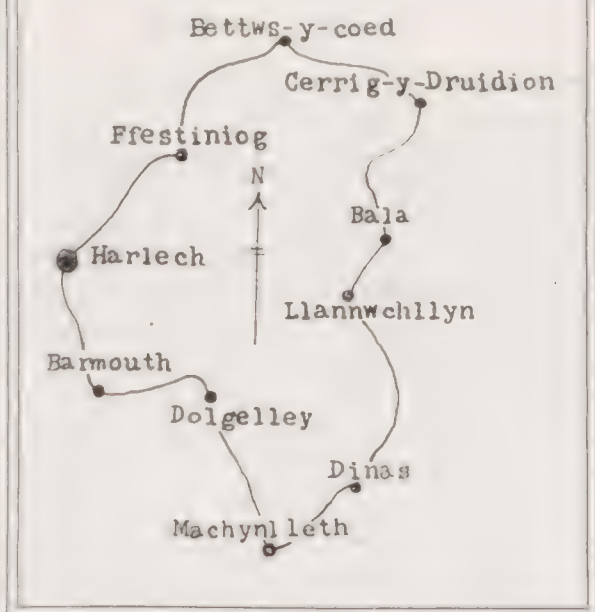 Bettws-y-coed
Cerrig-y-Druidion
Ffestiniog
N
Bala
Harlech
Llannwchllyn
Barmouth
Dolgelley
Dinas
Machynlleth